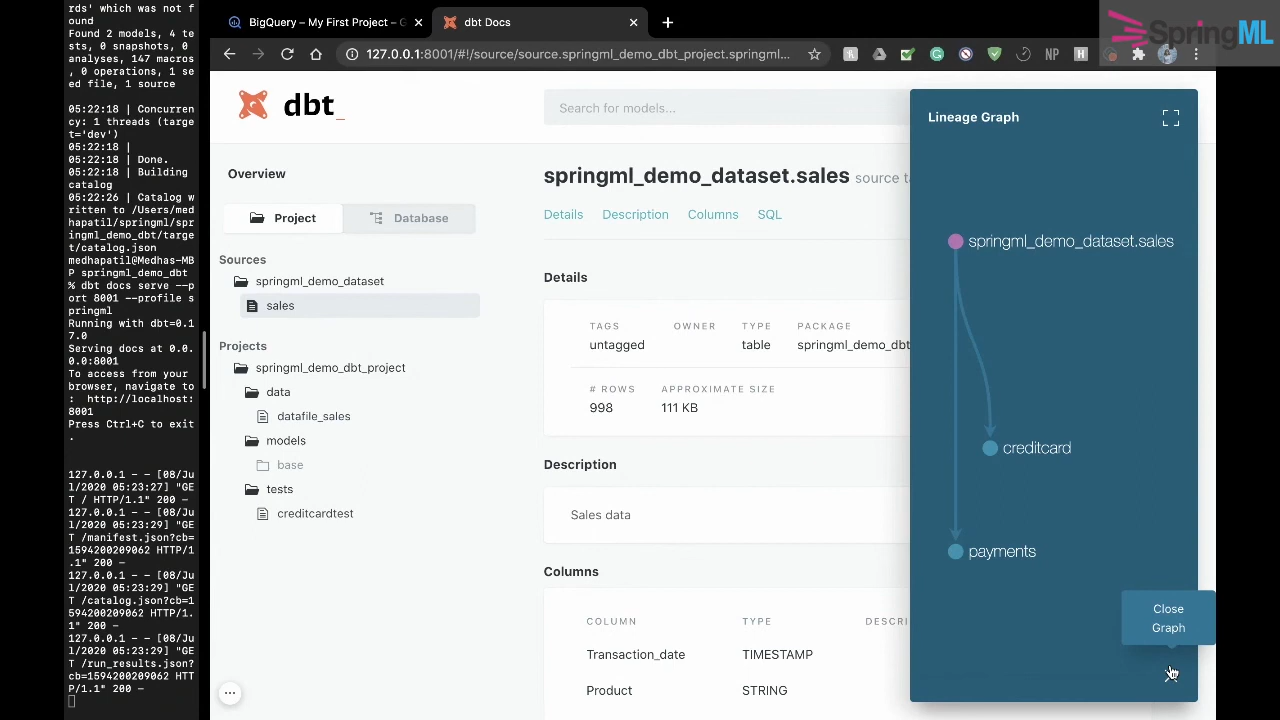 rds' which was not f
ound
Found 2 models, 4 te
sts, 0 snapshots, 0
analyses, 147 macros
, 0 operations, 1 se
ed file, 1 source
05:22:18 | Concurren
cy: 1 threads (targe
t='dev')
05:22:18 |
05:22:18 | Done.
05:22:18 | Building
catalog
05:22:26 | Catalog w
ritten to /Users/med
hapatil/springml/spr
ingml_demo_dbt/targe
t/catalog.json
medhapatil@Medhas-MB
P springml_demo_dbt
% dbt docs serve --p
ort 8001 --profile s
pringml
Running with dbt=0.1
7.0
Serving docs at 0.0.
0.0:8001
To access from your
browser, navigate to
:  http://localhost:
8001
Press Ctrl+C to exit
.
127.0.0.1 - - [08/Ju
l/2020 05:23:27] "GE
T / HTTP/1.1" 200 -
127.0.0.1 - - [08/Ju
l/2020 05:23:29] "GE
T /manifest.json?cb=
1594200209062 HTTP/1
.1" 200 -
127.0.0.1 - - [08/Ju
l/2020 05:23:29] "GE
T /catalog.json?cb=1
594200209062 HTTP/1.
1" 200 -
127.0.0.1 - - [08/Ju
l/2020 05:23:29] "GE
T /run_results.json?
cb=1594200209062 HTT
P/1.1" 200 -
BigQuery – My First Project – G
dbt Docs
SpringML
127.0.0.1:8001/#!/source/source.springml_demo_dbt_project.springml...
NP
H
dbt_
Search for models...
Overview
Project
Database
Sources
springml_demo_dataset
sales
Projects
springml_demo_dbt_project
data
datafile_sales
models
base
tests
creditcardtest
springml_demo_dataset.sales source ta
Details Description Columns SQL
Details
TAGS OWNER TYPE PACKAGE
untagged table springml_demo_dbt
# ROWS APPROXIMATE SIZE
998 111 KB
Description
Sales data
Columns
COLUMN TYPE DESCRI
Transaction_date TIMESTAMP
Product STRING
Lineage Graph
springml_demo_dataset.sales
creditcard
payments
Close
Graph